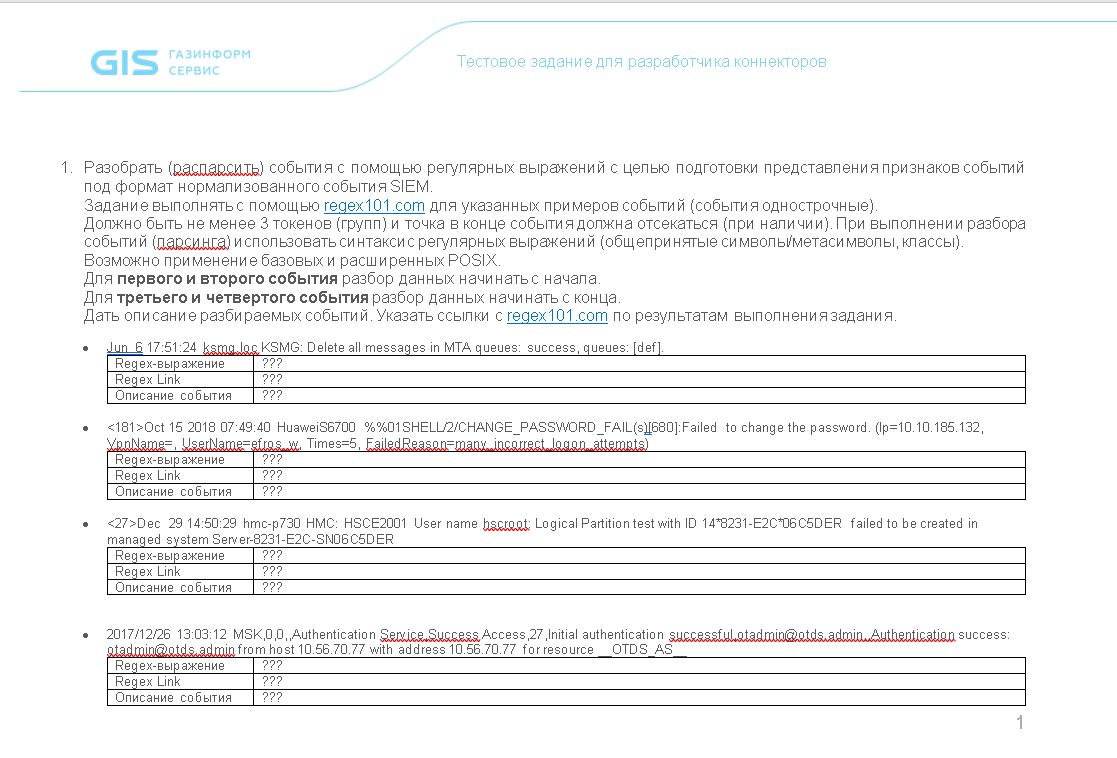 GIS ГАЗИНФОРМ
СЕРВИС
Тестовое задание для разработчика коннекторов
1. Разобрать (распарсить) события с помощью регулярных выражений с целью подготовки представления признаков событий
под формат нормализованного события SIEM.
Задание выполнять с помощью regex101.com для указанных примеров событий (события однострочные).
Должно быть не менее 3 токенов (групп) и точка в конце события должна отсекаться (при наличии). При выполнении разбора
событий (парсинга) использовать синтаксис регулярных выражений (общепринятые символы/метасимволы, классы).
Возможно применение базовых и расширенных POSIX.
Для первого и второго события разбор данных начинать с начала.
Для третьего и четвертого события разбор данных начинать с конца.
Дать описание разбираемых событий. Указать ссылки с regex101.com по результатам выполнения задания.
• Jun 6 17:51:24 ksmg.loc KSMG: Delete all messages in MTA queues: success, queues: [def].
Regex-выражение ???
Regex Link ???
Описание события ???
• <181>Oct 15 2018 07:49:40 HuaweiS6700 %%01SHELL/2/CHANGE_PASSWORD_FAIL(s)[680]:Failed to change the password. (Ip=10.10.185.132,
VpnName=, UserName=efros_w, Times=5, FailedReason=many_incorrect_logon_attempts)
Regex-выражение ???
Regex Link ???
Описание события ???
• <27>Dec 29 14:50:29 hmc-p730 HMC: HSCE2001 User name hscroot: Logical Partition test with ID 14*8231-E2C*06C5DER failed to be created in
managed system Server-8231-E2C-SN06C5DER
Regex-выражение ???
Regex Link ???
Описание события ???
• 2017/12/26 13:03:12 MSK,0,0,,Authentication Service,Success Access,27,Initial authentication successful,otadmin@otds.admin,,Authentication success:
otadmin@otds.admin from host 10.56.70.77 with address 10.56.70.77 for resource __OTDS_AS__
Regex-выражение ???
Regex Link ???
Описание события ???
1